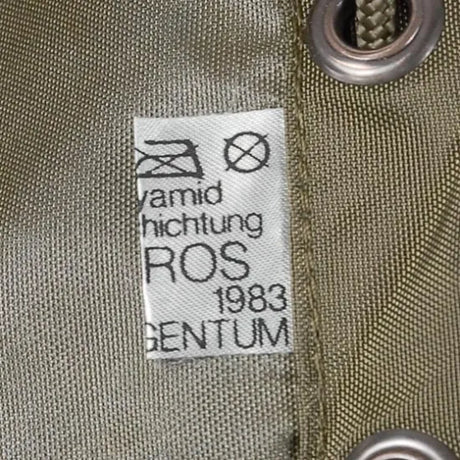 yamid
hichtung
ROS
1983
GENTUM